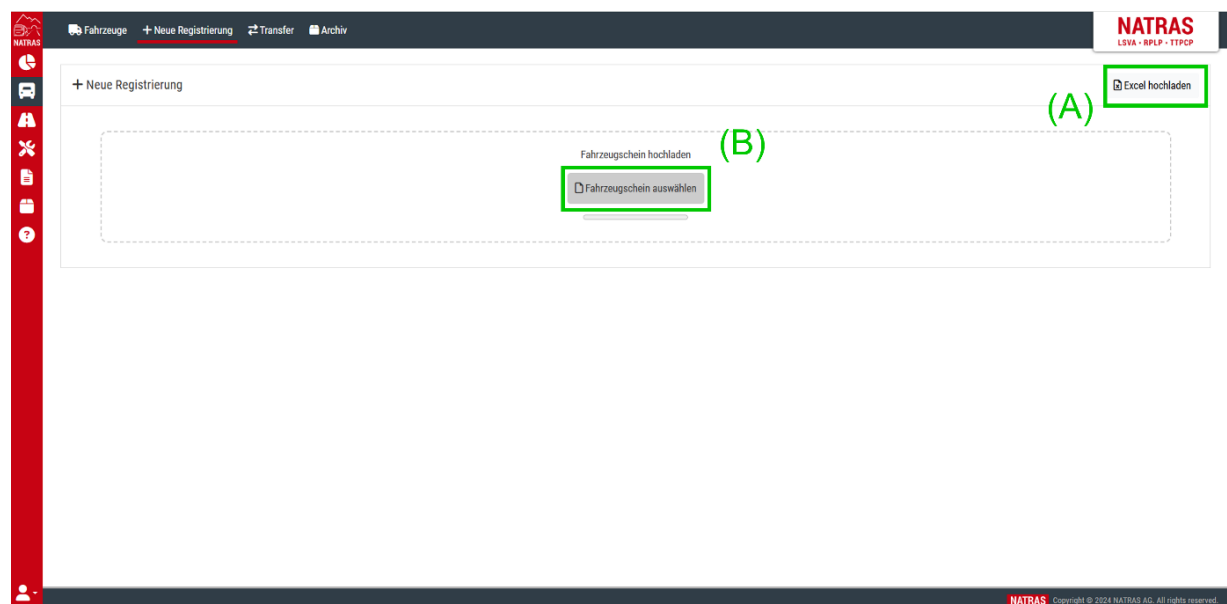 NATRAS
Fahrzeuge
Neue Registrierung
Transfer
Archiv
NATRAS
LSVA - RPLP - TTPCP
Neue Registrierung
Excel hochladen
(A)
(B)
Fahrzeugschein hochladen
Fahrzeugschein auswählen
NATRAS Copyright © 2024 NATRAS AG. All rights reserved.